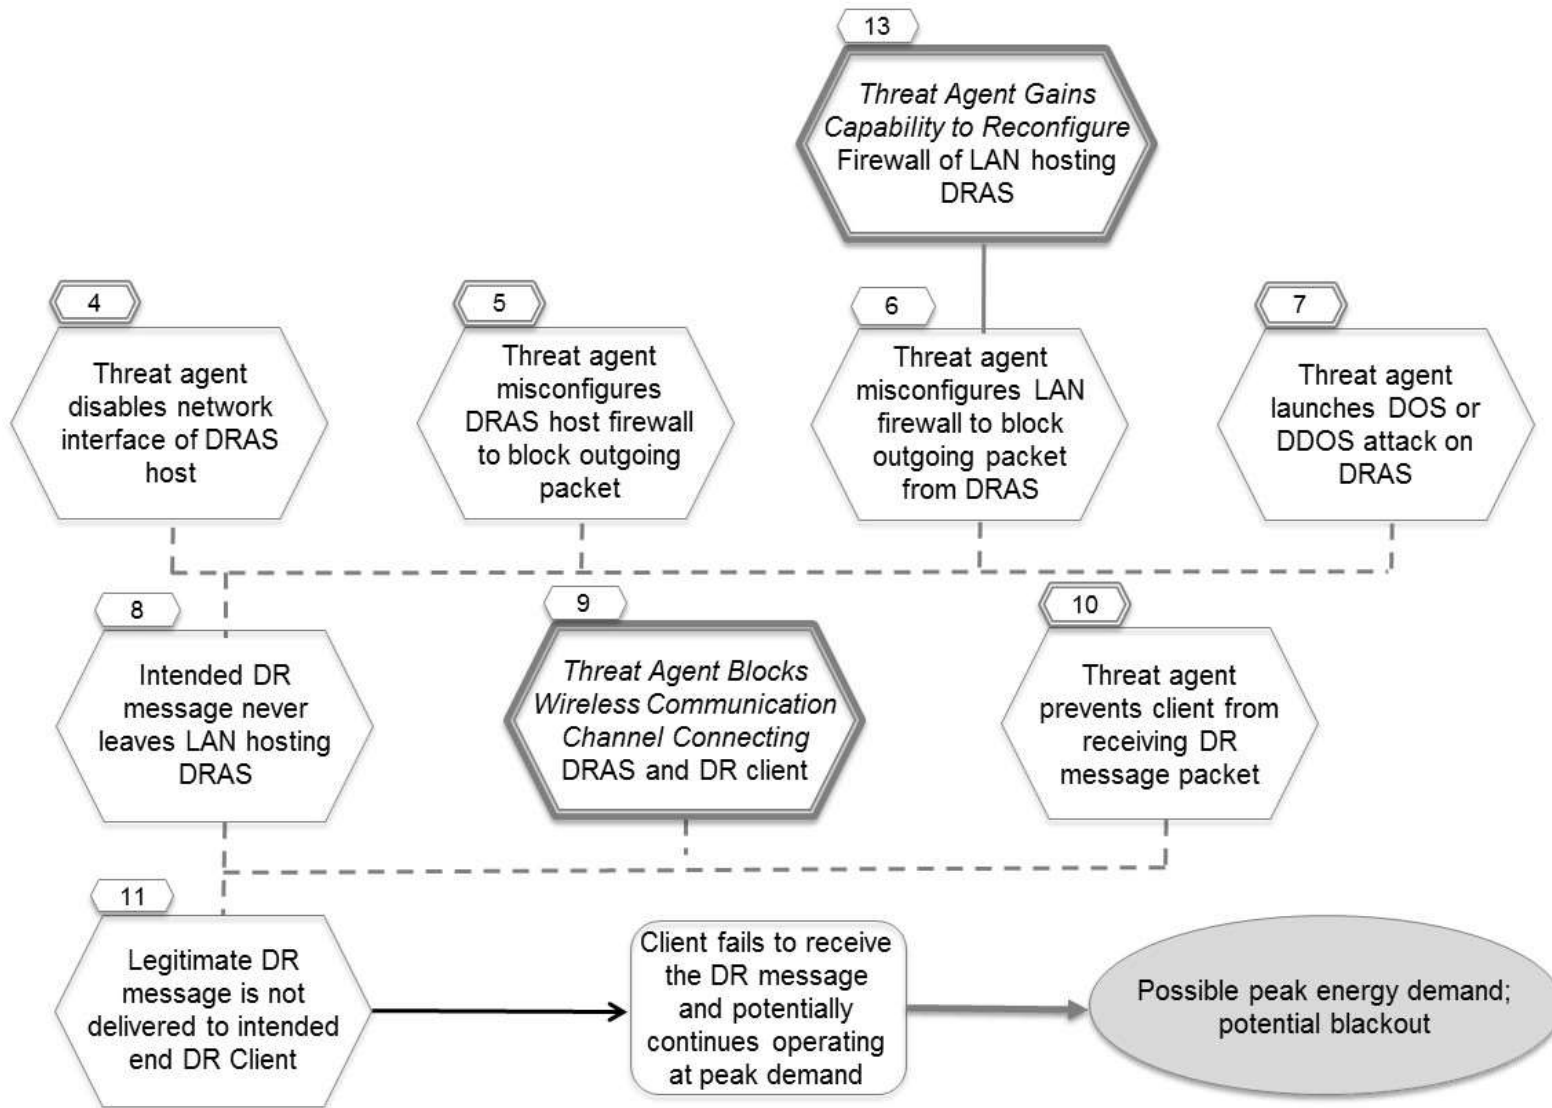 13
Threat Agent Gains
Capability to Reconfigure
Firewall of LAN hosting
DRAS
4
Threat agent
disables network
interface of DRAS
host
5
Threat agent
misconfigures
DRAS host firewall
to block outgoing
packet
6
Threat agent
misconfigures LAN
firewall to block
outgoing packet
from DRAS
7
Threat agent
launches DOS or
DDOS attack on
DRAS
8
Intended DR
message never
leaves LAN hosting
DRAS
9
Threat Agent Blocks
Wireless Communication
Channel Connecting
DRAS and DR client
10
Threat agent
prevents client from
receiving DR
message packet
11
Legitimate DR
message is not
delivered to intended
end DR Client
Client fails to receive
the DR message
and potentially
continues operating
at peak demand
Possible peak energy demand;
potential blackout